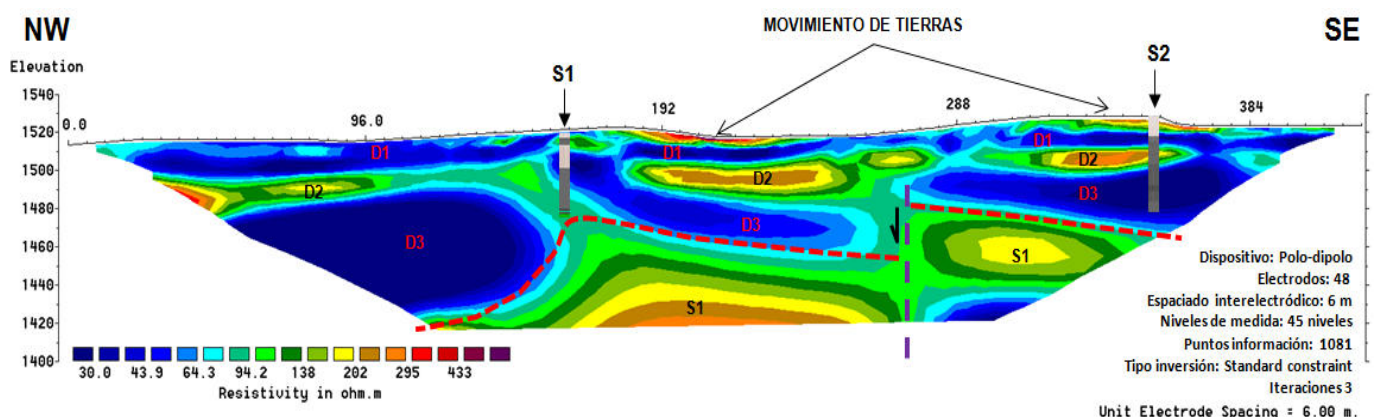 NW
MOVIMIENTO DE TIERRAS
SE
Elevation
S1
S2
1540
1520
1500
1480
1460
1440
1420
1400
0.0
96.0
192
288
384
D1
D1
D1
D2
D2
D2
D3
D3
D3
S1
S1
Dispositivo: Polo-dipolo
Electrodos: 48
Espaciado interelectródico: 6 m
Niveles de medida: 45 niveles
Puntos información: 1081
Tipo inversión: Standard constraint
Iteraciones 3
30.0 43.9 64.3 94.2 138 202 295 433
Resistivity in ohm.m
Unit Electrode Spacing = 6.00 m.